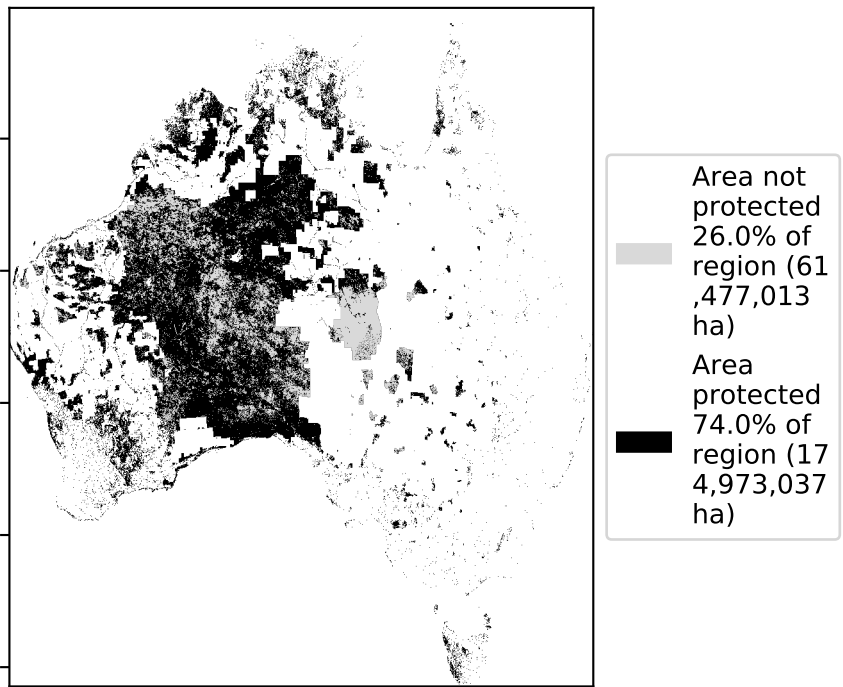 Area not
protected
26.0% of
region (61
,477,013
ha)
Area
protected
74.0% of
region (17
4,973,037
ha)